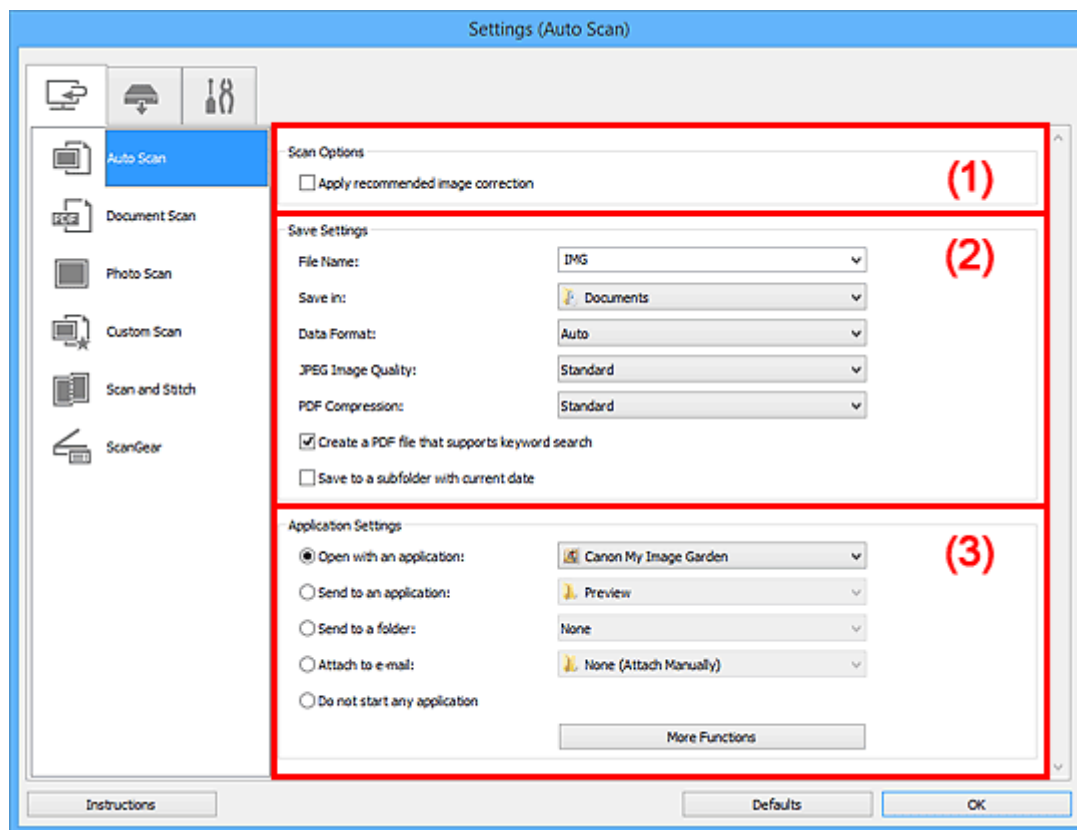 Settings (Auto Scan)
Auto Scan
Document Scan
Photo Scan
Custom Scan
Scan and Stitch
ScanGear
Scan Options
(1)
Apply recommended image correction
Save Settings
(2)
File Name: IMG
Save in: Documents
Data Format: Auto
JPEG Image Quality: Standard
PDF Compression: Standard
Create a PDF file that supports keyword search
Save to a subfolder with current date
Application Settings
(3)
Open with an application: Canon My Image Garden
Send to an application: Preview
Send to a folder: None
Attach to e-mail: None (Attach Manually)
Do not start any application
More Functions
Instructions Defaults OK